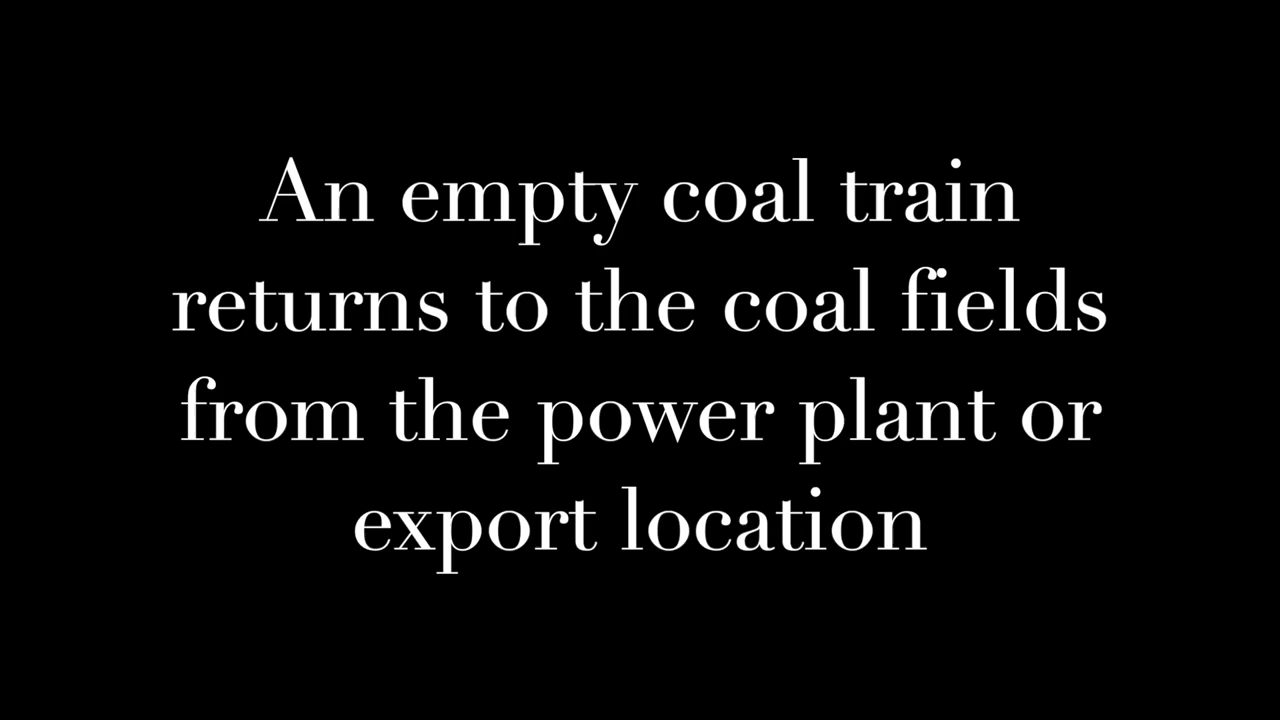 An empty coal train
returns to the coal fields
from the power plant or
export location